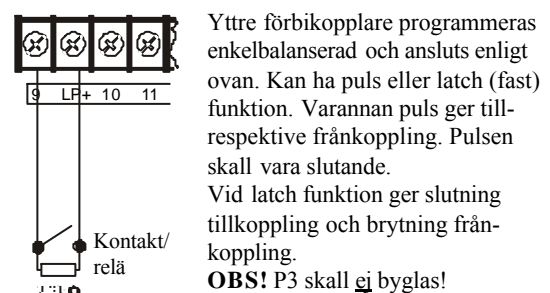 Yttre förbikopplare programmeras
enkelbalanserad och ansluts enligt
ovan. Kan ha puls eller latch (fast)
funktion. Varannan puls ger till-
respektive frånkoppling. Pulsen
skall vara slutande.
Vid latch funktion ger slutning
tillkoppling och brytning från-
koppling.
OBS! P3 skall ej byglas!
9 LP+ 10 11
Kontakt/
relä